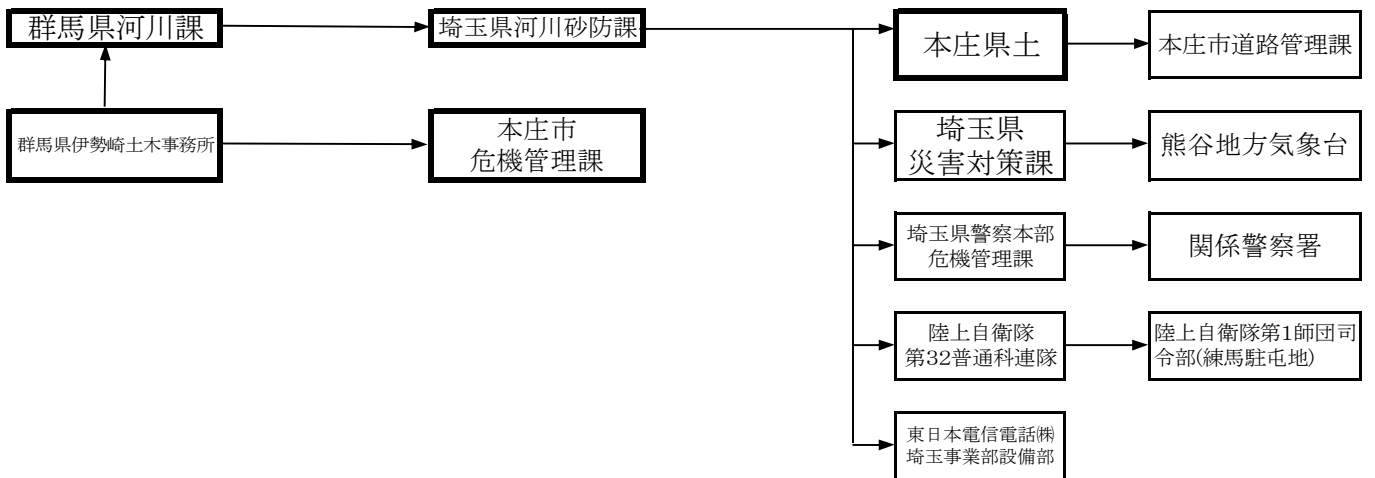 群馬県河川課
埼玉県河川砂防課
本庄県土
本庄市道路管理課
群馬県伊勢崎土木事務所
本庄市
危機管理課
埼玉県
災害対策課
熊谷地方気象台
埼玉県警察本部
危機管理課
関係警察署
陸上自衛隊
第32普通科連隊
陸上自衛隊第1師団司
令部(練馬駐屯地)
東日本電信電話㈱
埼玉事業部設備部